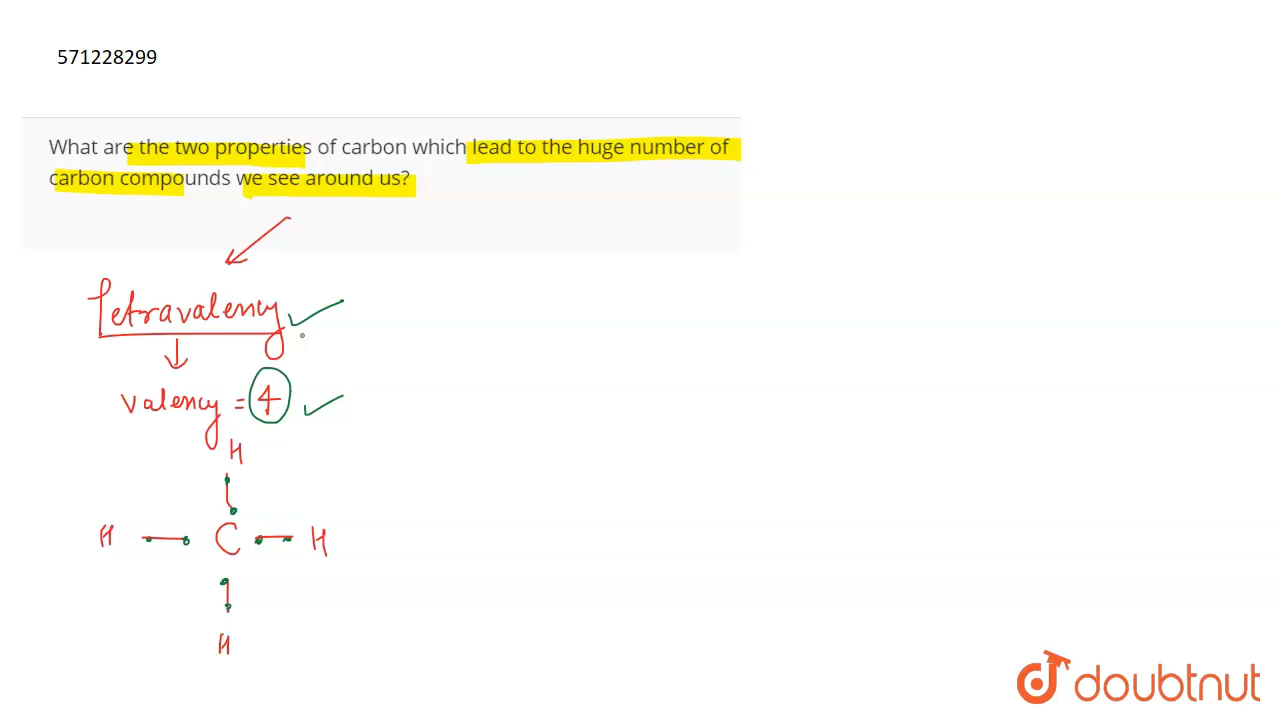 571228299
What are the two properties of carbon which lead to the huge number of
carbon compounds we see around us?
Tetravalency
valency = 4
H
H C H
H
doubtnut